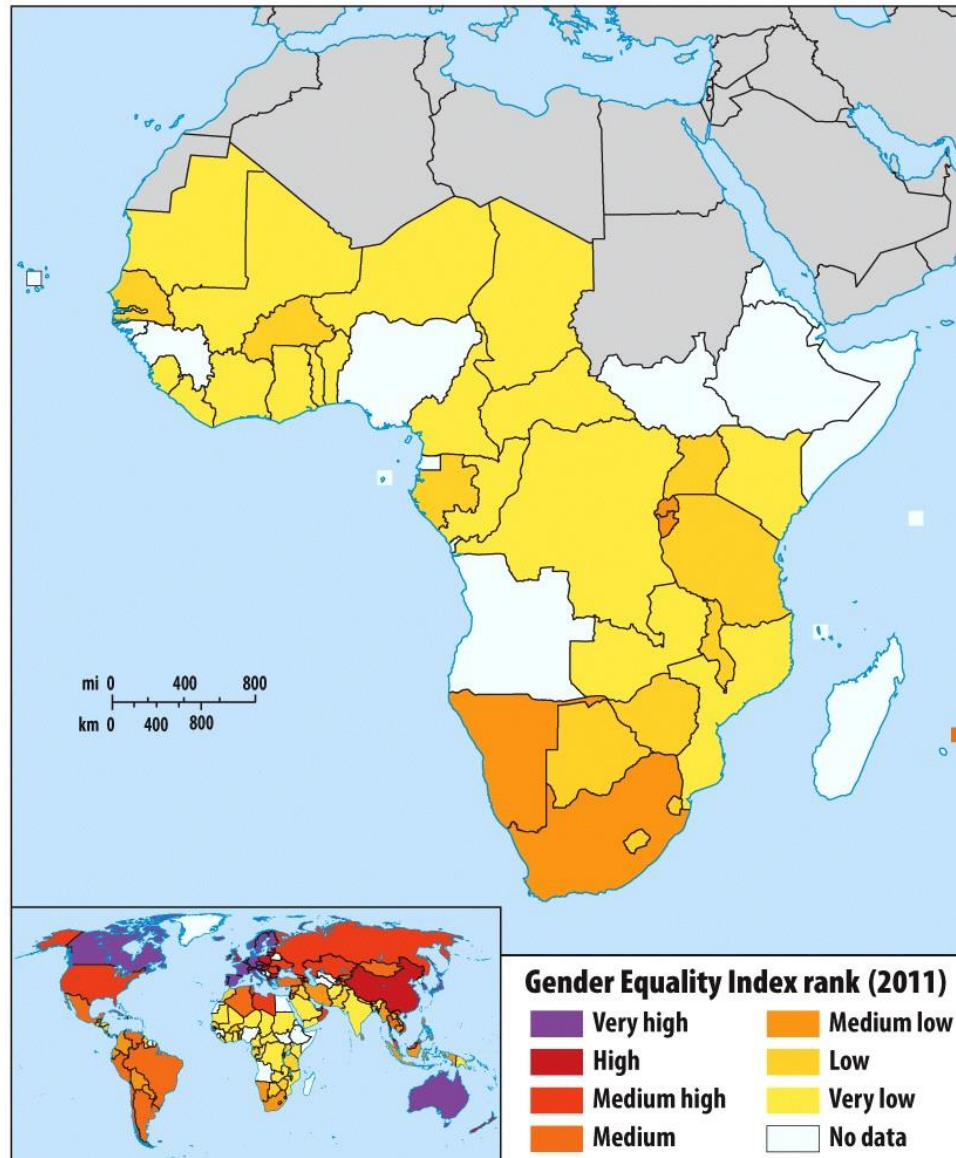 mi 0 400 800
km 0 400 800
Gender Equality Index rank (2011)
Very high
High
Medium high
Medium
Medium low
Low
Very low
No data